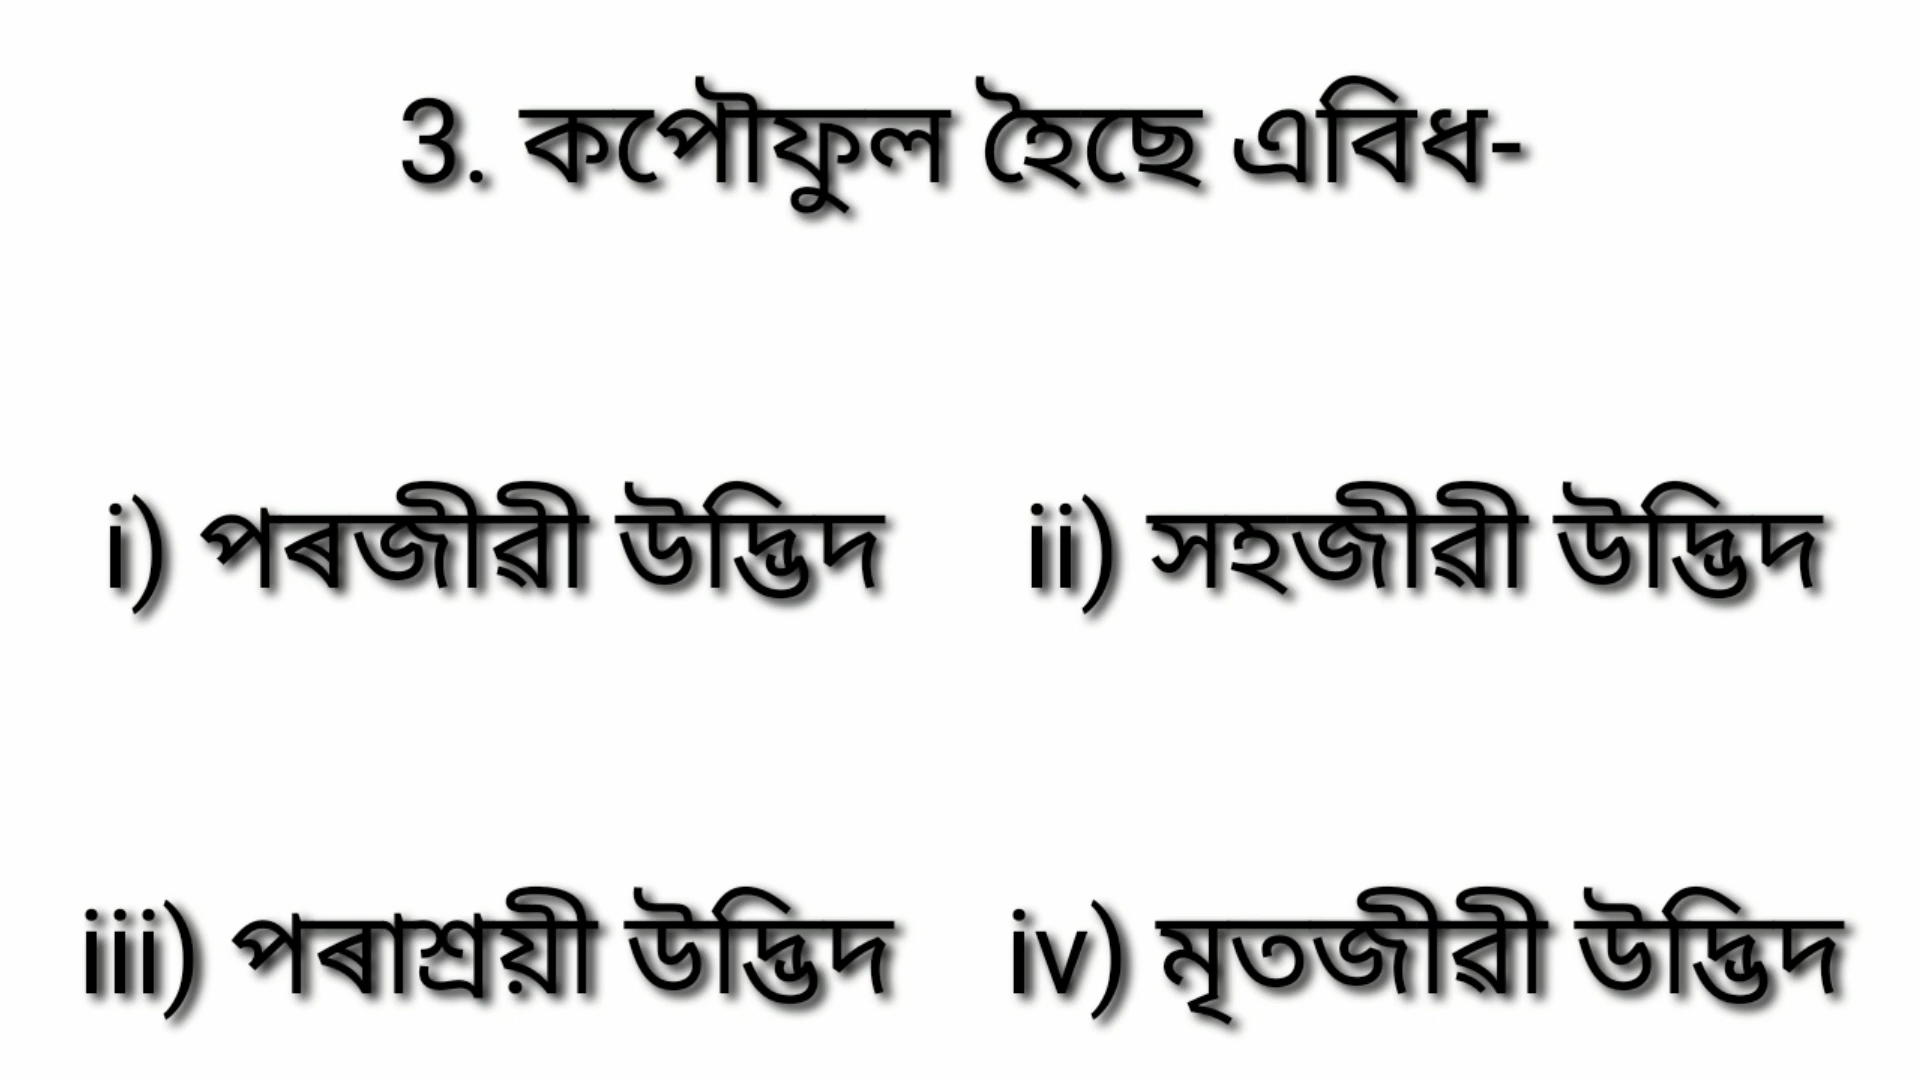 3. কপৌফুল হৈছে এবিধ-
i) পৰজীৱী উদ্ভিদ ii) সহজীৱী উদ্ভিদ
iii) পৰাশ্ৰয়ী উদ্ভিদ iv) মৃতজীৱী উদ্ভিদ